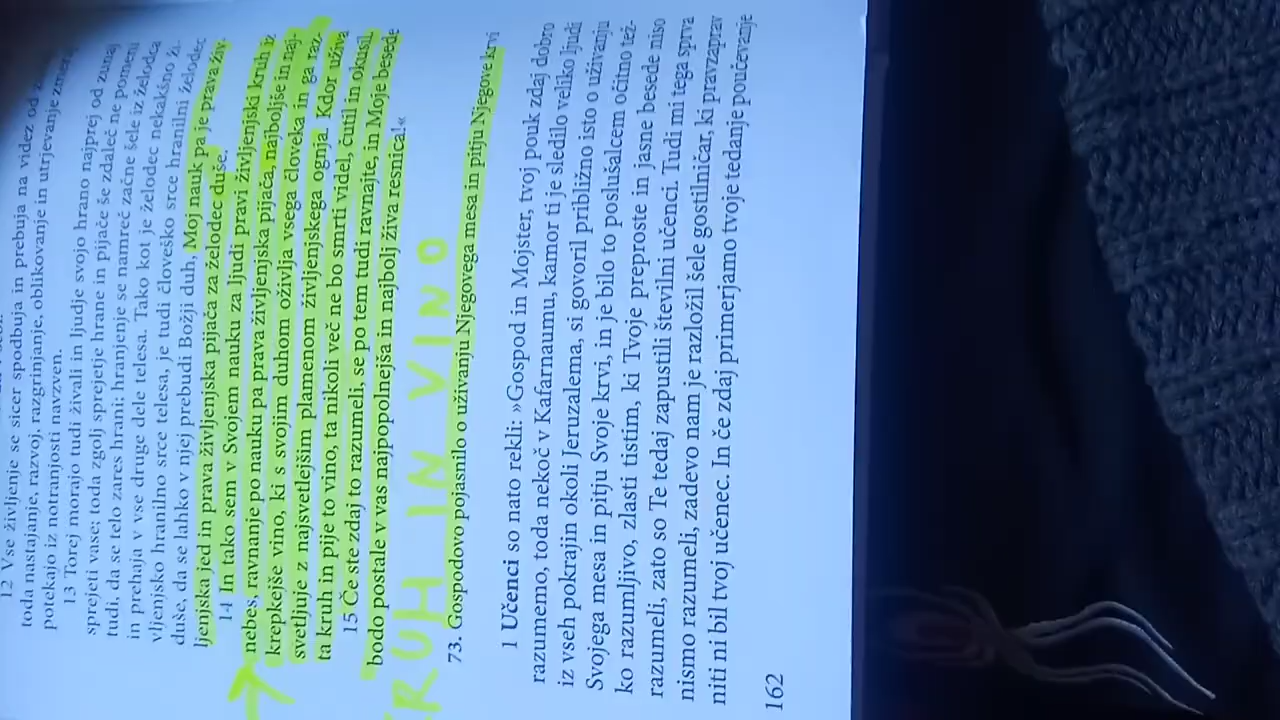 12 Vse življenje se sicer spodbuja in prebuja na videz od
toda nastajanje, razvoj, razgrinjanje, oblikovanje in utrjevanje
potekajo iz notranjosti navzven.
13 Torej morajo tudi živali in ljudje svojo hrano najprej od zunaj
sprejeti vase; toda zgolj sprejetje hrane in pijače še zdaleč ne pomeni
tudi, da se telo zares hrani; hranjenje se namreč začne šele iz želodca
in prehaja v vse druge dele telesa. Tako kot je želodec nekakšno ži-
vljenjsko hranilno srce telesa, je tudi človeško srce hranilni želodec
duše, da se lahko v njej prebudi Božji duh. Moj nauk pa je prava živ-
ljenjska jed in prava življenjska pijača za želodec duše.
14 In tako sem v Svojem nauku za ljudi pravi življenjski kruh iz
nebes, ravnanje po nauku pa prava življenjska pijača, najboljše in naj-
krepkejše vino, ki s svojim duhom oživlja vsega človeka in ga raz-
svetljuje z najsvetlejšim plamenom življenjskega ognja. Kdor uživa
ta kruh in pije to vino, ta nikoli več ne bo smrti videl, čutil in okusil.
15 Če ste zdaj to razumeli, se po tem tudi ravnajte, in Moje besede
bodo postale v vas najpopolnejša in najbolj živa resnica!«
KRUH IN VINO
73. Gospodovo pojasnilo o uživanju Njegovega mesa in pitju Njegove krvi
1 Učenci so nato rekli: »Gospod in Mojster, tvoj pouk zdaj dobro
razumemo, toda nekoč v Kafarnaumu, kamor ti je sledilo veliko ljudi
iz vseh pokrajin okoli Jeruzalema, si govoril približno isto o uživanju
Svojega mesa in pitju Svoje krvi, in je bilo to poslušalcem očitno tež-
ko razumljivo, zlasti tistim, ki Tvoje preproste in jasne besede niso
razumeli, zato so Te tedaj zapustili številni učenci. Tudi mi tega sprva
nismo razumeli, zadevo nam je razložil šele gostilničar, ki pravzaprav
niti ni bil tvoj učenec. In če zdaj primerjamo tvoje tedanje poučevanje
162